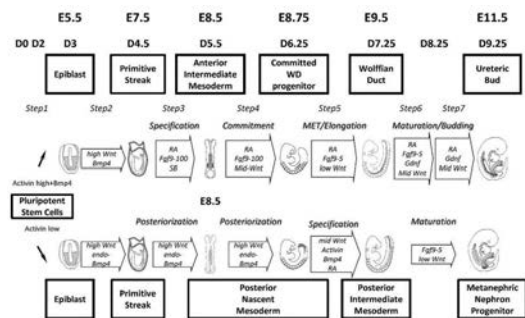 E5.5 E7.5 E8.5 E8.75 E9.5 E11.5
D0 D2 D3 D4.5 D5.5 D6.25 D7.25 D8.25 D9.25
Epiblast
Primitive
Streak
Anterior
Intermediate
Mesoderm
Committed
WD
progenitor
Wolffian
Duct
Ureteric
Bud
Step1 Step2 Step3 Step4 Step5 Step6 Step7
Specification Commitment MET/Elongation Maturation/Budding
high Wnt
Bmp4
RA
Fgf9-100
SB
RA
Fgf9-100
Mid-Wnt
RA
Fgf9-5
low Wnt
RA
Fgf9-5
Gdnf
Mid Wnt
RA
Gdnf
Mid Wnt
Activin high+Bmp4
Pluripotent
Stem Cells
Activin low
E8.5
Posteriorization Posteriorization Specification Maturation
high Wnt
endo-
Bmp4
high Wnt
endo-
Bmp4
high Wnt
endo-
Bmp4
mid Wnt
Activin
Bmp4
RA
Fgf9-5
low Wnt
Epiblast
Primitive
Streak
Posterior
Nascent
Mesoderm
Posterior
Intermediate
Mesoderm
Metanephric
Nephron
Progenitor